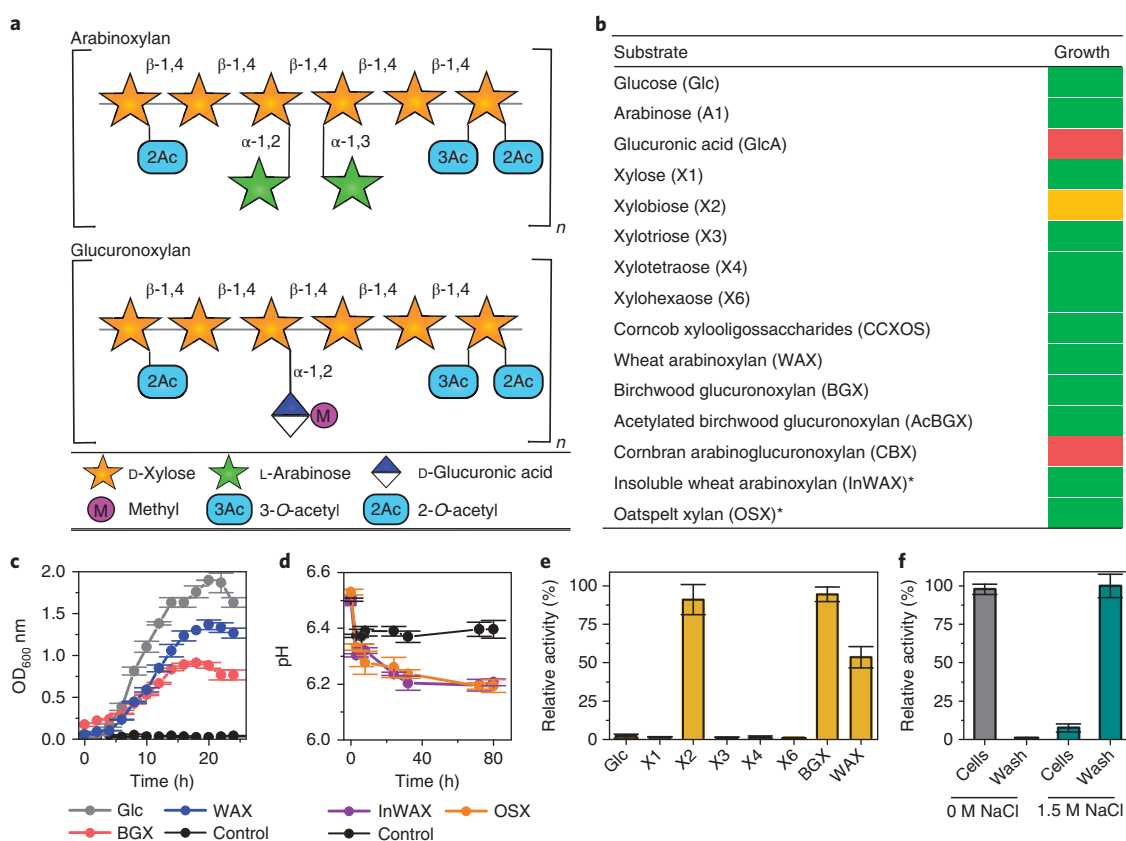 a
Arabinoxylan
β-1,4 β-1,4 β-1,4 β-1,4 β-1,4
α-1,2 α-1,3
2Ac 3Ac 2Ac
n
Glucuronoxylan
β-1,4 β-1,4 β-1,4 β-1,4 β-1,4
2Ac 3Ac 2Ac
α-1,2
M
n
D-Xylose L-Arabinose D-Glucuronic acid
M Methyl 3Ac 3-O-acetyl 2Ac 2-O-acetyl
b
Substrate Growth
Glucose (Glc)
Arabinose (A1)
Glucuronic acid (GlcA)
Xylose (X1)
Xylobiose (X2)
Xylotriose (X3)
Xylotetraose (X4)
Xylohexaose (X6)
Corncob xylooligossaccharides (CCXOS)
Wheat arabinoxylan (WAX)
Birchwood glucuronoxylan (BGX)
Acetylated birchwood glucuronoxylan (AcBGX)
Cornbran arabinoglucuronoxylan (CBX)
Insoluble wheat arabinoxylan (InWAX)*
Oatspelt xylan (OSX)*
c
OD600 nm
2.0
1.5
1.0
0.5
0.0
0 10 20
Time (h)
Glc WAX
BGX Control
d
pH
6.6
6.4
6.2
6.0
0 40 80
Time (h)
InWAX OSX
Control
e
Relative activity (%)
100
75
50
25
0
Glc X1 X2 X3 X4 X6 BGX WAX
f
Relative activity (%)
100
75
50
25
0
Cells Wash Cells Wash
0 M NaCl 1.5 M NaCl